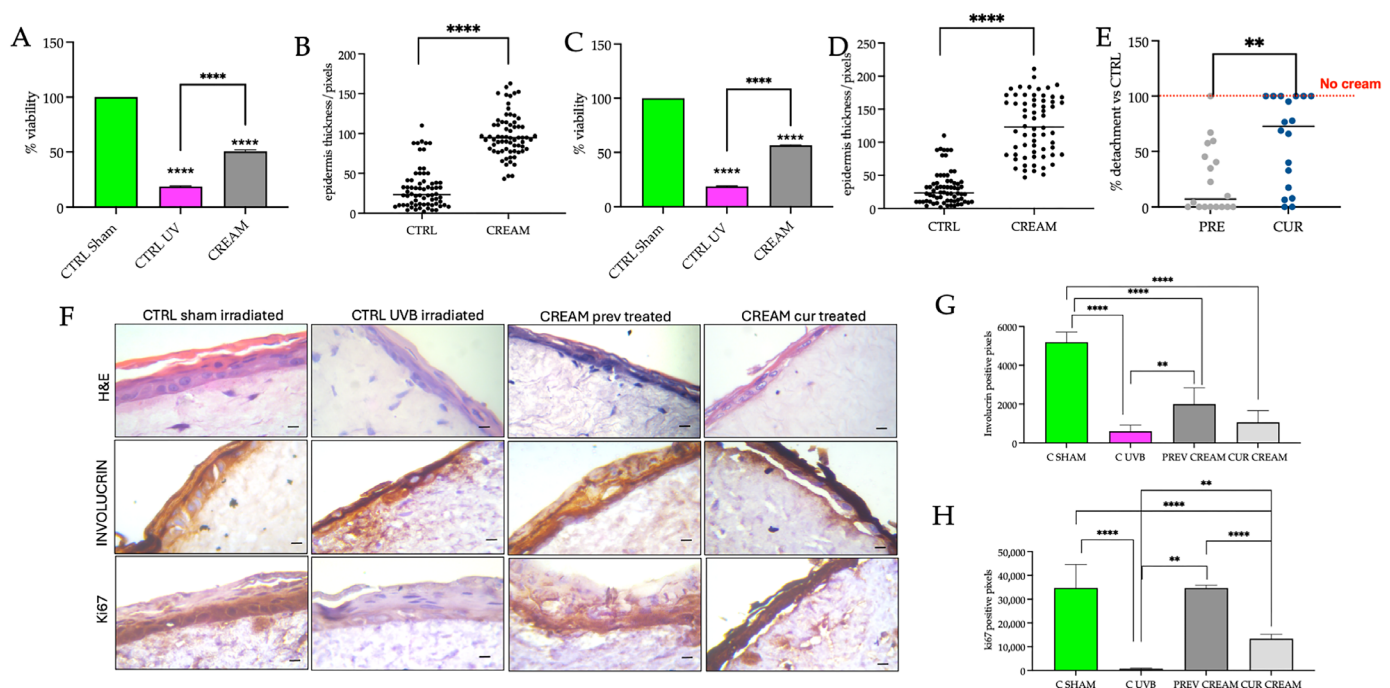 A
150
100
50
0
% viability
****
****
****
CTRL Sham
CTRL UV
CREAM
B
200
150
100
50
0
epidermis thickness / pixels
****
CTRL
CREAM
C
150
100
50
0
% viability
****
****
****
CTRL Sham
CTRL UV
CREAM
D
250
200
150
100
50
0
epidermis thickness / pixels
****
CTRL
CREAM
E
150
100
50
0
% detachment vs CTRL
**
No cream
PRE
CUR
F
CTRL sham irradiated
CTRL UVB irradiated
CREAM prev treated
CREAM cur treated
H&E
INVOLUCRIN
Ki67
G
6000
4000
2000
0
Involucrin positive pixels
****
****
****
**
C SHAM
C UVB
PREV CREAM
CUR CREAM
H
50,000
40,000
30,000
20,000
10,000
0
ki67 positive pixels
**
****
****
****
**
C SHAM
C UVB
PREV CREAM
CUR CREAM